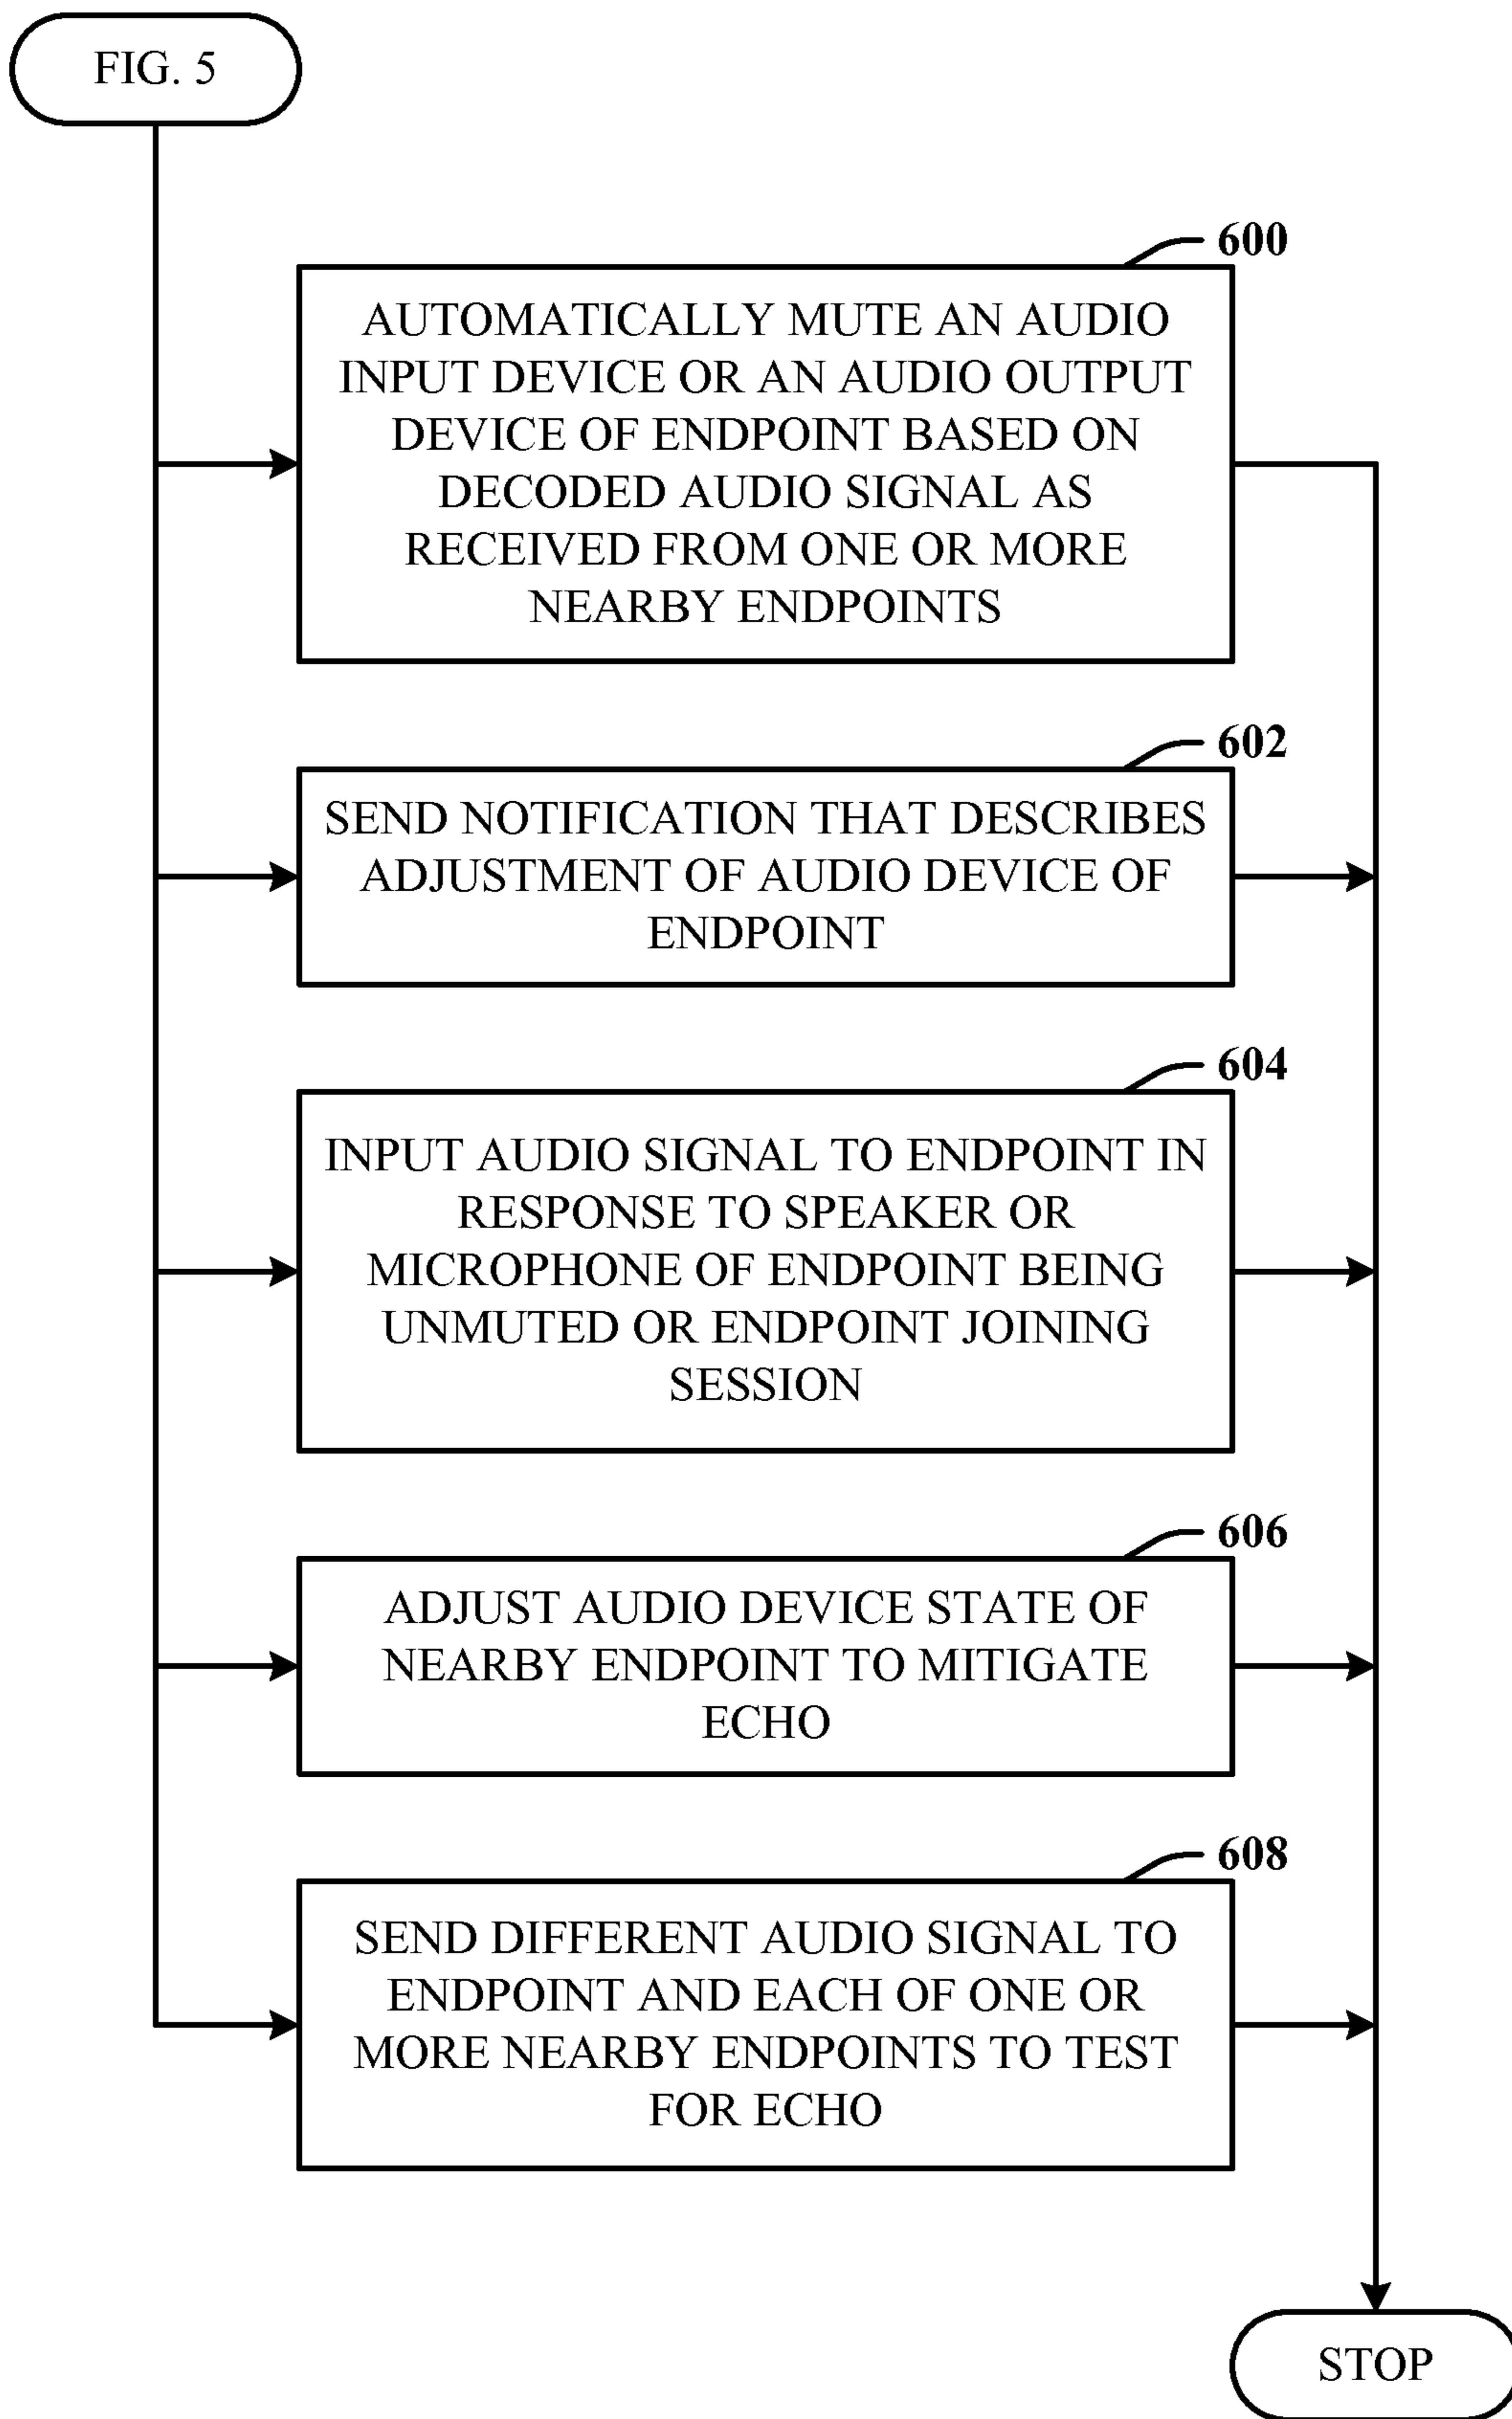 FIG. 5
600
AUTOMATICALLY MUTE AN AUDIO
INPUT DEVICE OR AN AUDIO OUTPUT
DEVICE OF ENDPOINT BASED ON
DECODED AUDIO SIGNAL AS
RECEIVED FROM ONE OR MORE
NEARBY ENDPOINTS
602
SEND NOTIFICATION THAT DESCRIBES
ADJUSTMENT OF AUDIO DEVICE OF
ENDPOINT
604
INPUT AUDIO SIGNAL TO ENDPOINT IN
RESPONSE TO SPEAKER OR
MICROPHONE OF ENDPOINT BEING
UNMUTED OR ENDPOINT JOINING
SESSION
606
ADJUST AUDIO DEVICE STATE OF
NEARBY ENDPOINT TO MITIGATE
ECHO
608
SEND DIFFERENT AUDIO SIGNAL TO
ENDPOINT AND EACH OF ONE OR
MORE NEARBY ENDPOINTS TO TEST
FOR ECHO
STOP